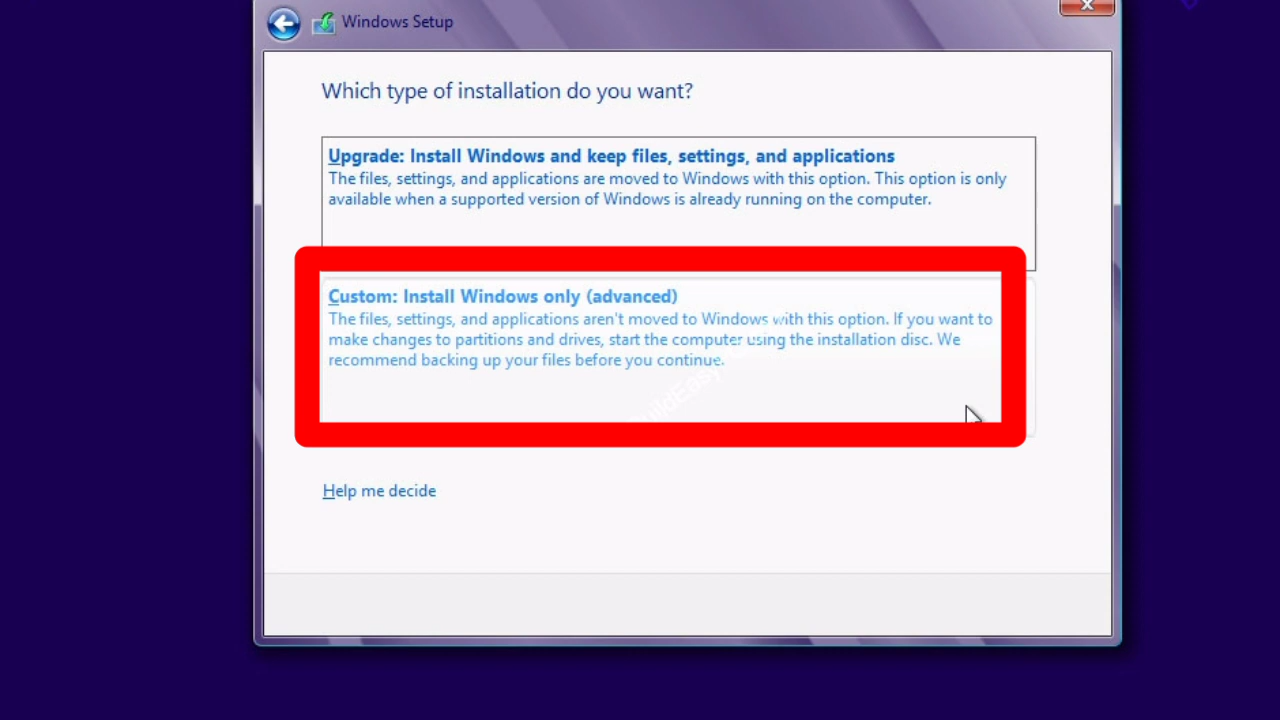 Windows Setup
Which type of installation do you want?
Upgrade: Install Windows and keep files, settings, and applications
The files, settings, and applications are moved to Windows with this option. This option is only
available when a supported version of Windows is already running on the computer.
Custom: Install Windows only (advanced)
The files, settings, and applications aren't moved to Windows with this option. If you want to
make changes to partitions and drives, start the computer using the installation disc. We
recommend backing up your files before you continue.
Help me decide